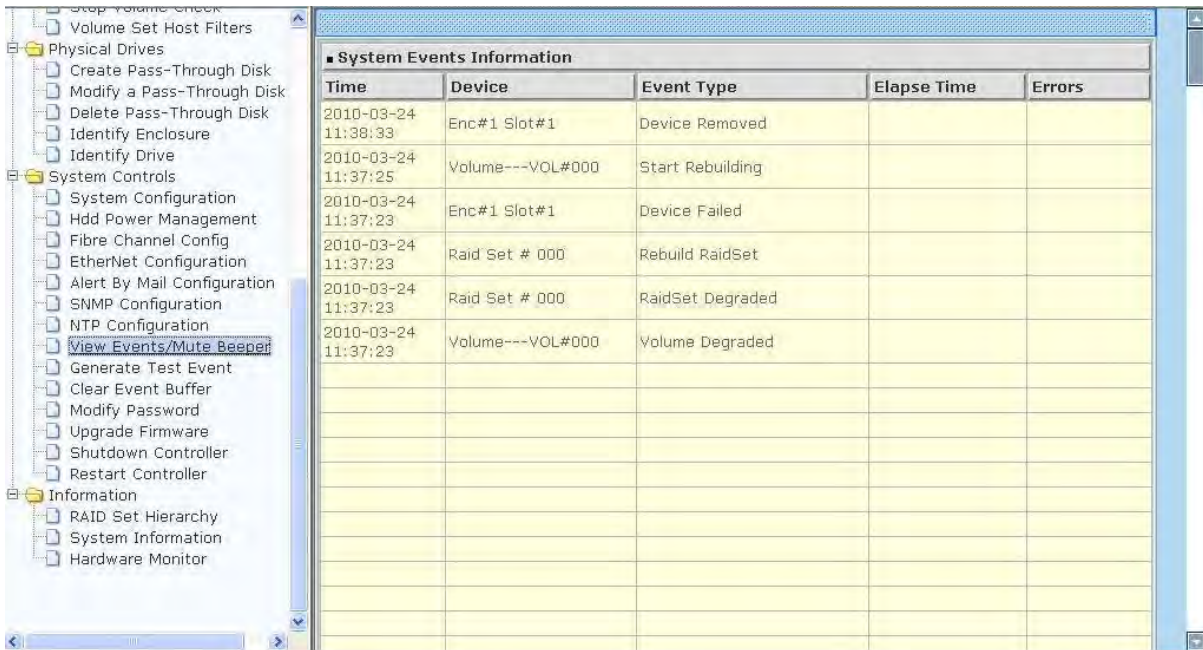 Stop Volume Check
Volume Set Host Filters
Physical Drives
Create Pass-Through Disk
Modify a Pass-Through Disk
Delete Pass-Through Disk
Identify Enclosure
Identify Drive
System Controls
System Configuration
Hdd Power Management
Fibre Channel Config
EtherNet Configuration
Alert By Mail Configuration
SNMP Configuration
NTP Configuration
View Events/Mute Beeper
Generate Test Event
Clear Event Buffer
Modify Password
Upgrade Firmware
Shutdown Controller
Restart Controller
Information
RAID Set Hierarchy
System Information
Hardware Monitor
System Events Information
Time Device Event Type Elapse Time Errors
2010-03-24
11:38:33 Enc#1 Slot#1 Device Removed
2010-03-24
11:37:25 Volume---VOL#000 Start Rebuilding
2010-03-24
11:37:23 Enc#1 Slot#1 Device Failed
2010-03-24
11:37:23 Raid Set # 000 Rebuild RaidSet
2010-03-24
11:37:23 Raid Set # 000 RaidSet Degraded
2010-03-24
11:37:23 Volume---VOL#000 Volume Degraded